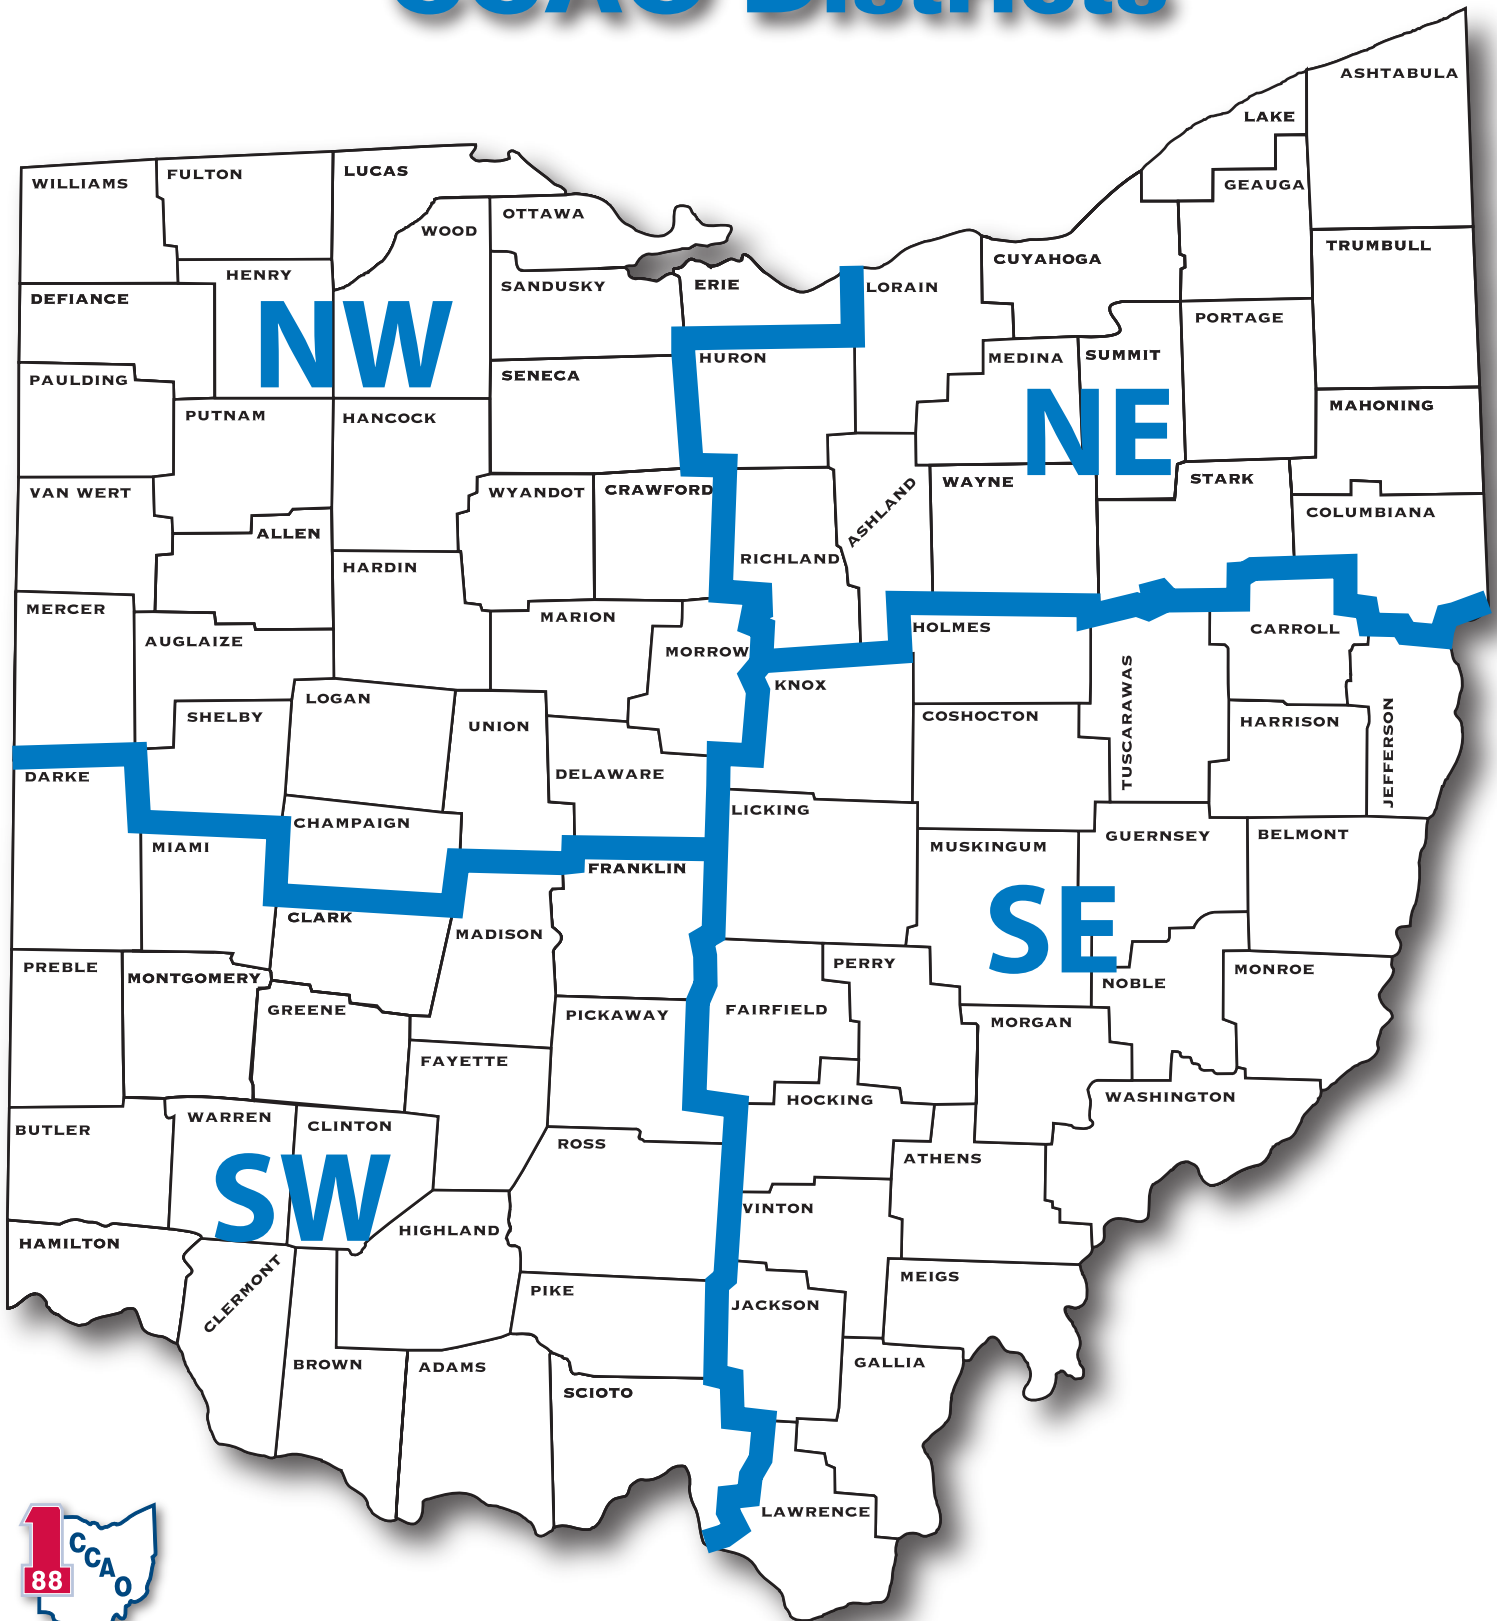 CCAO Districts
ASHTABULA
LAKE
GEAUGA
WILLIAMS
FULTON
LUCAS
OTTAWA
WOOD
TRUMBULL
CUYAHOGA
HENRY
SANDUSKY
ERIE
LORAIN
DEFIANCE
PORTAGE
NW
HURON
MEDINA
SUMMIT
SENECA
PAULDING
MAHONING
PUTNAM
HANCOCK
NE
STARK
WAYNE
VAN WERT
WYANDOT
CRAWFORD
ASHLAND
COLUMBIANA
ALLEN
RICHLAND
HARDIN
MERCER
MARION
HOLMES
CARROLL
AUGLAIZE
MORROW
KNOX
LOGAN
TUSCARAWAS
SHELBY
UNION
COSHOCTON
HARRISON
JEFFERSON
DARKE
DELAWARE
LICKING
CHAMPAIGN
GUERNSEY
BELMONT
MIAMI
MUSKINGUM
FRANKLIN
CLARK
SE
MADISON
PREBLE
MONTGOMERY
PERRY
MONROE
NOBLE
GREENE
PICKAWAY
FAIRFIELD
MORGAN
FAYETTE
HOCKING
WASHINGTON
WARREN
BUTLER
CLINTON
ROSS
ATHENS
SW
VINTON
HAMILTON
HIGHLAND
CLERMONT
MEIGS
PIKE
JACKSON
BROWN
ADAMS
GALLIA
SCIOTO
LAWRENCE
1
88
CCAO